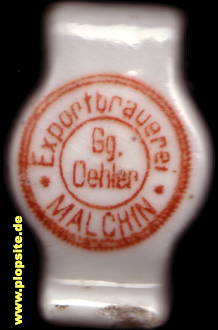 * Exportbrauerei *
Gg.
Oehler
MALCHIN
www.plopsite.de